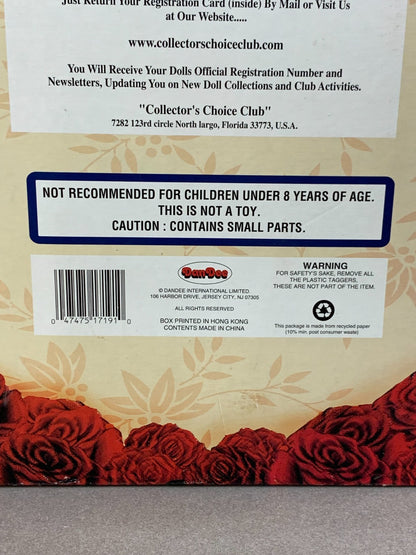 Just Return Your Registration Card (inside) By Mail or Visit Us
at Our Website.....
www.collectorschoiceclub.com
You Will Receive Your Dolls Official Registration Number and
Newsletters, Updating You on New Doll Collections and Club Activities.
"Collector's Choice Club"
7282 123rd circle North largo, Florida 33773, U.S.A.
NOT RECOMMENDED FOR CHILDREN UNDER 8 YEARS OF AGE.
THIS IS NOT A TOY.
CAUTION : CONTAINS SMALL PARTS.
0 47475 17191 0
DanDee
© DANDEE INTERNATIONAL LIMITED
106 HARBOR DRIVE, JERSEY CITY, NJ 07305
ALL RIGHTS RESERVED
BOX PRINTED IN HONG KONG
CONTENTS MADE IN CHINA
WARNING
FOR SAFETY'S SAKE, REMOVE ALL
THE PLASTIC TAGGERS,
THESE ARE NOT PART OF THE ITEM.
This package is made from recycled paper
(10% min. post consumer waste)